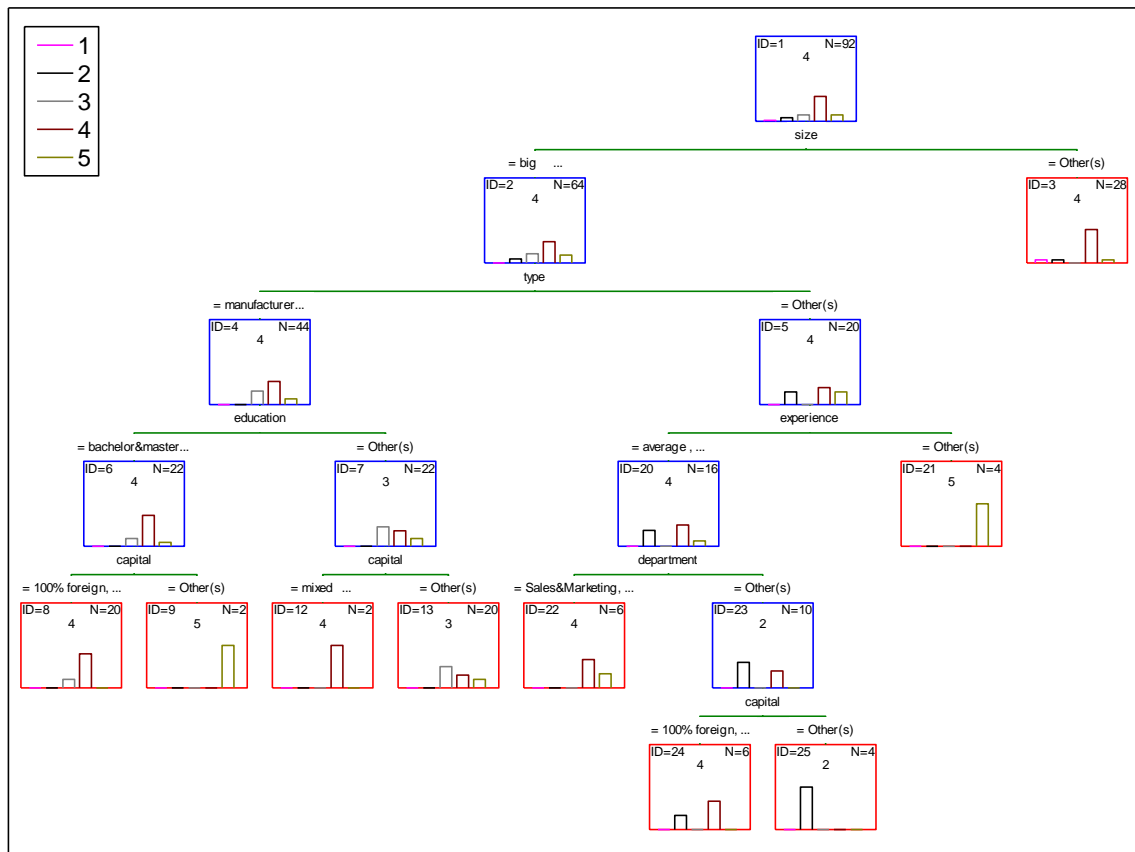 1
2
3
4
5
ID=1 N=92
4
size
= big ...
= Other(s)
ID=2 N=64
4
ID=3 N=28
4
type
= manufacturer...
= Other(s)
ID=4 N=44
4
ID=5 N=20
4
education
experience
= bachelor&master...
= Other(s)
= average , ...
= Other(s)
ID=6 N=22
4
ID=7 N=22
3
ID=20 N=16
4
ID=21 N=4
5
capital
capital
department
= 100% foreign, ...
= Other(s)
= mixed ...
= Other(s)
= Sales&Marketing, ...
= Other(s)
ID=8 N=20
4
ID=9 N=2
5
ID=12 N=2
4
ID=13 N=20
3
ID=22 N=6
4
ID=23 N=10
2
capital
= 100% foreign, ...
= Other(s)
ID=24 N=6
4
ID=25 N=4
2